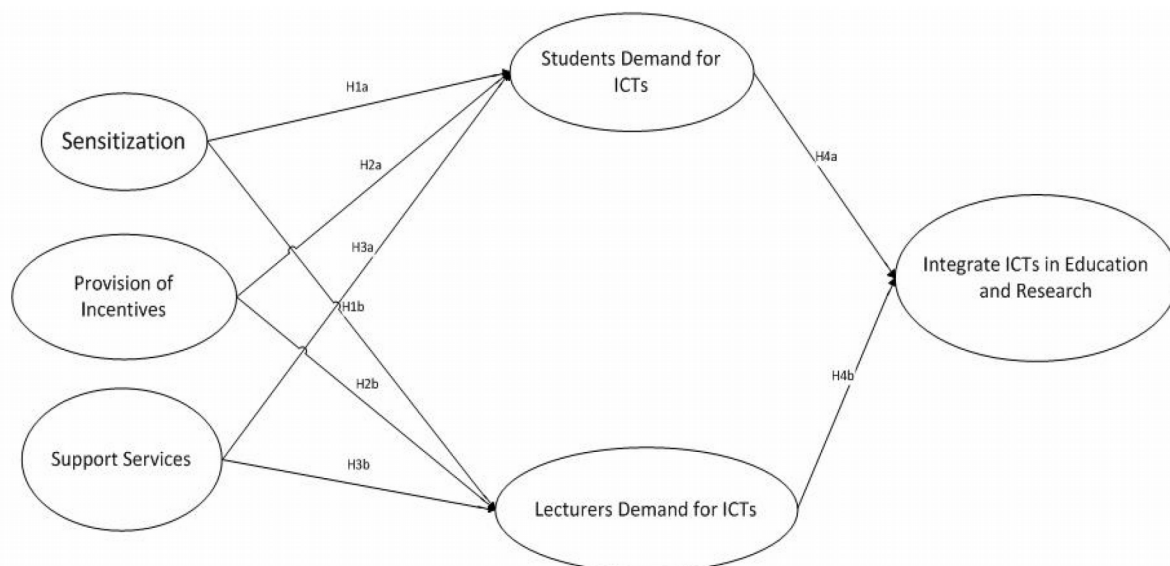 Students Demand for
ICTs
H1a
Sensitization
H2a
H4a
H3a
Provision of
Incentives
Integrate ICTs in Education
and Research
H1b
H2b
H4b
Support Services
H3b
Lecturers Demand for ICTs